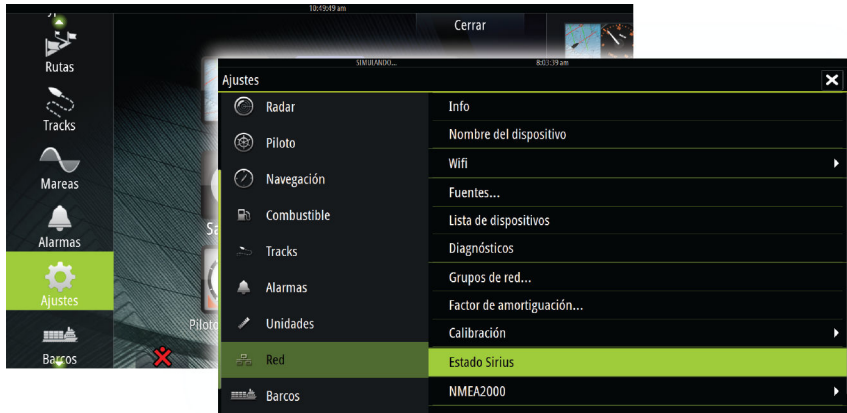 10:49:49 am
Cerrar
Rutas
Tracks
Mareas
Alarmas
Ajustes
Barcos
SIMULANDO...
8:03:39 am
Ajustes
Radar
Piloto
Navegación
Combustible
Tracks
Alarmas
Unidades
Red
Barcos
Info
Nombre del dispositivo
Wifi
Fuentes...
Lista de dispositivos
Diagnósticos
Grupos de red...
Factor de amortiguación...
Calibración
Estado Sirius
NMEA2000